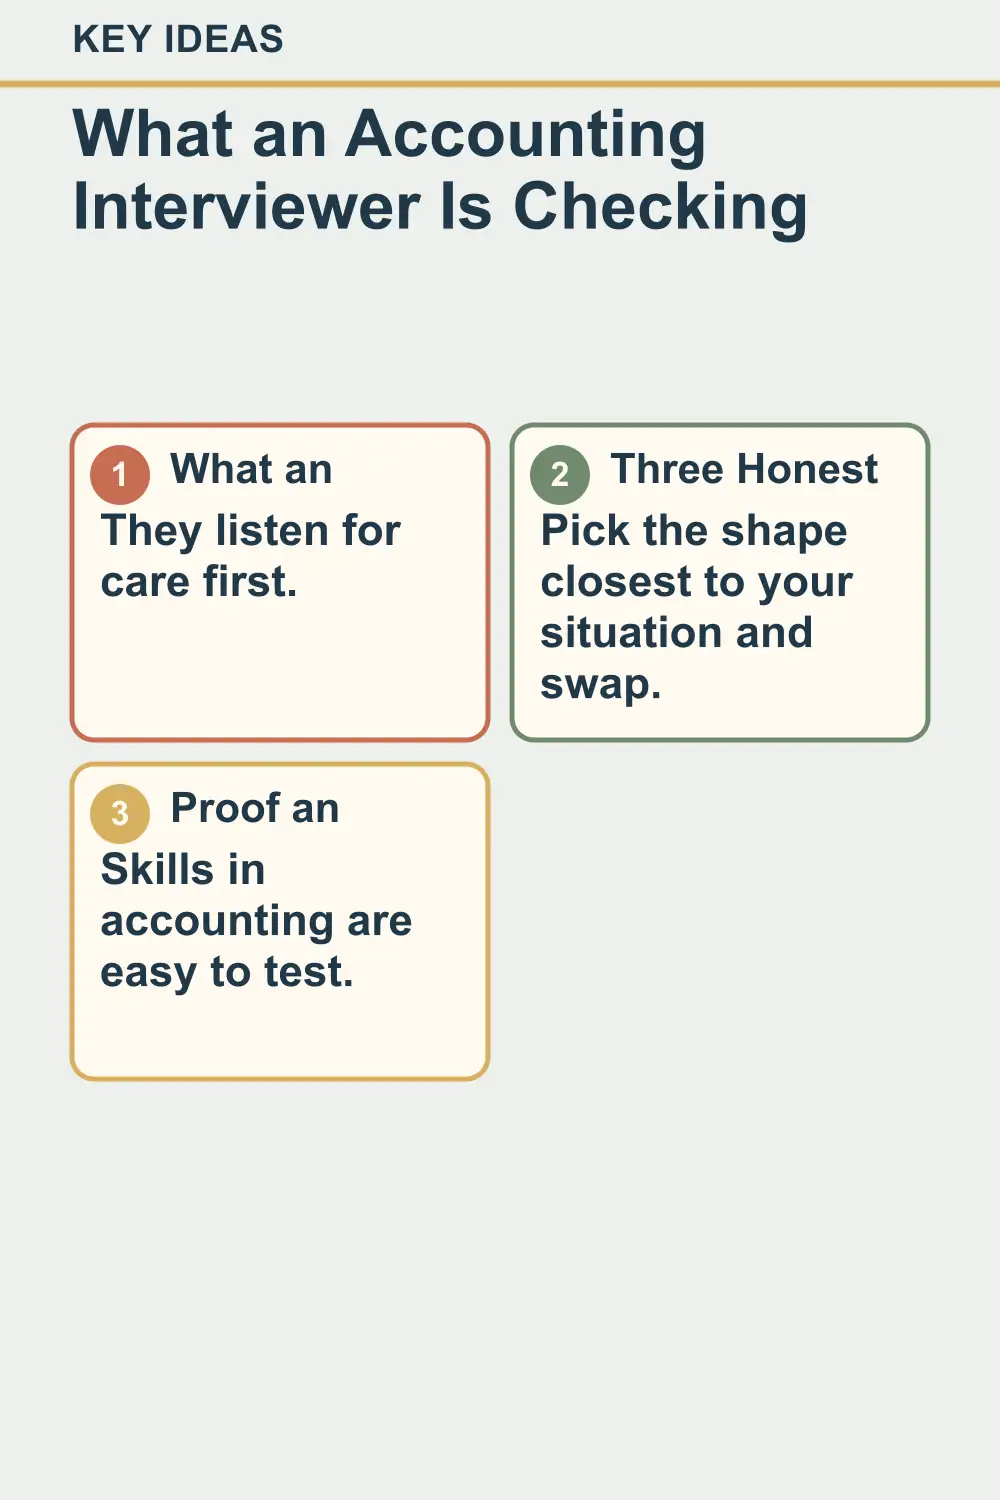 KEY IDEAS
What an Accounting
Interviewer Is Checking
1 What an
They listen for
care first.
2 Three Honest
Pick the shape
closest to your
situation and
swap.
3 Proof an
Skills in
accounting are
easy to test.